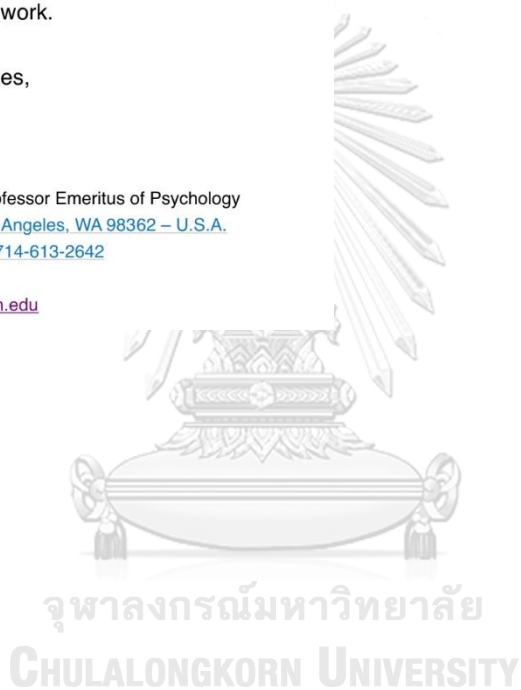 work.
es,
fessor Emeritus of Psychology
Angeles, WA 98362 – U.S.A.
714-613-2642
n.edu
จุฬาลงกรณ์มหาวิทยาลัย
CHULALONGKORN UNIVERSITY